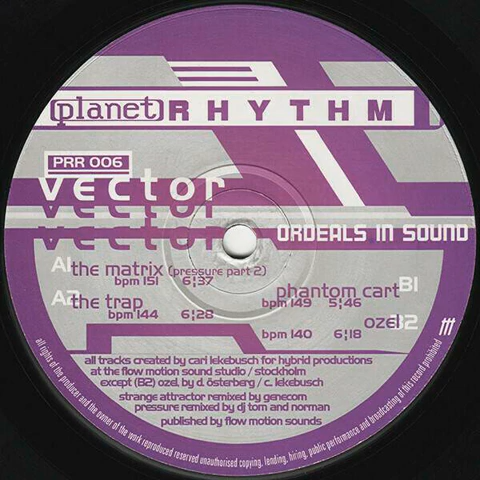 planet RHYTHM
PRR 006
vector
vector
vector
ORDEALS IN SOUND
A1 the matrix (pressure part 2)
bpm 151 6:37
A2 the trap
bpm 144 6:28
phantom cart B1
bpm 149 5:46
ozel B2
bpm 140 6:18
all tracks created by cari lekebusch for hybrid productions
at the flow motion sound studio / stockholm
except (B2) ozel by d. österberg / c. lekebusch
strange attractor remixed by genecom
pressure remixed by dj tom and norman
published by flow motion sounds
all rights of the producer and the owner of the work reproduced reserved unauthorised copying, lending, hiring, public performance and broadcasting of this record prohibited